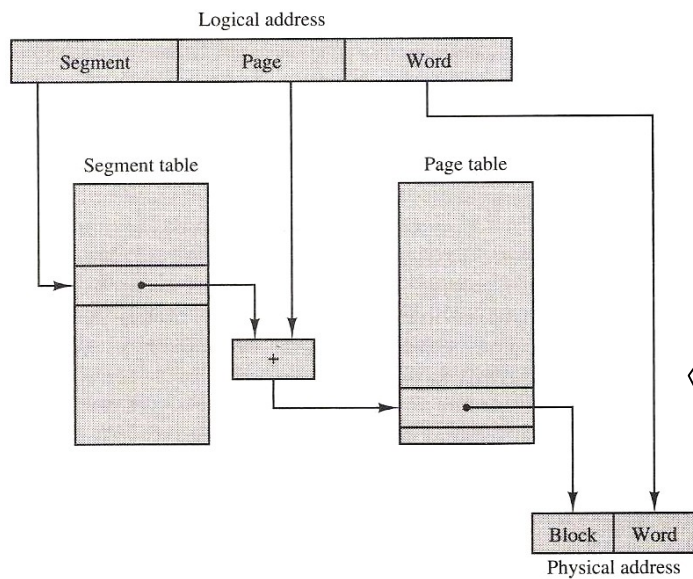 Logical address
Segment Page Word
Segment table
Page table
+
Block Word
Physical address